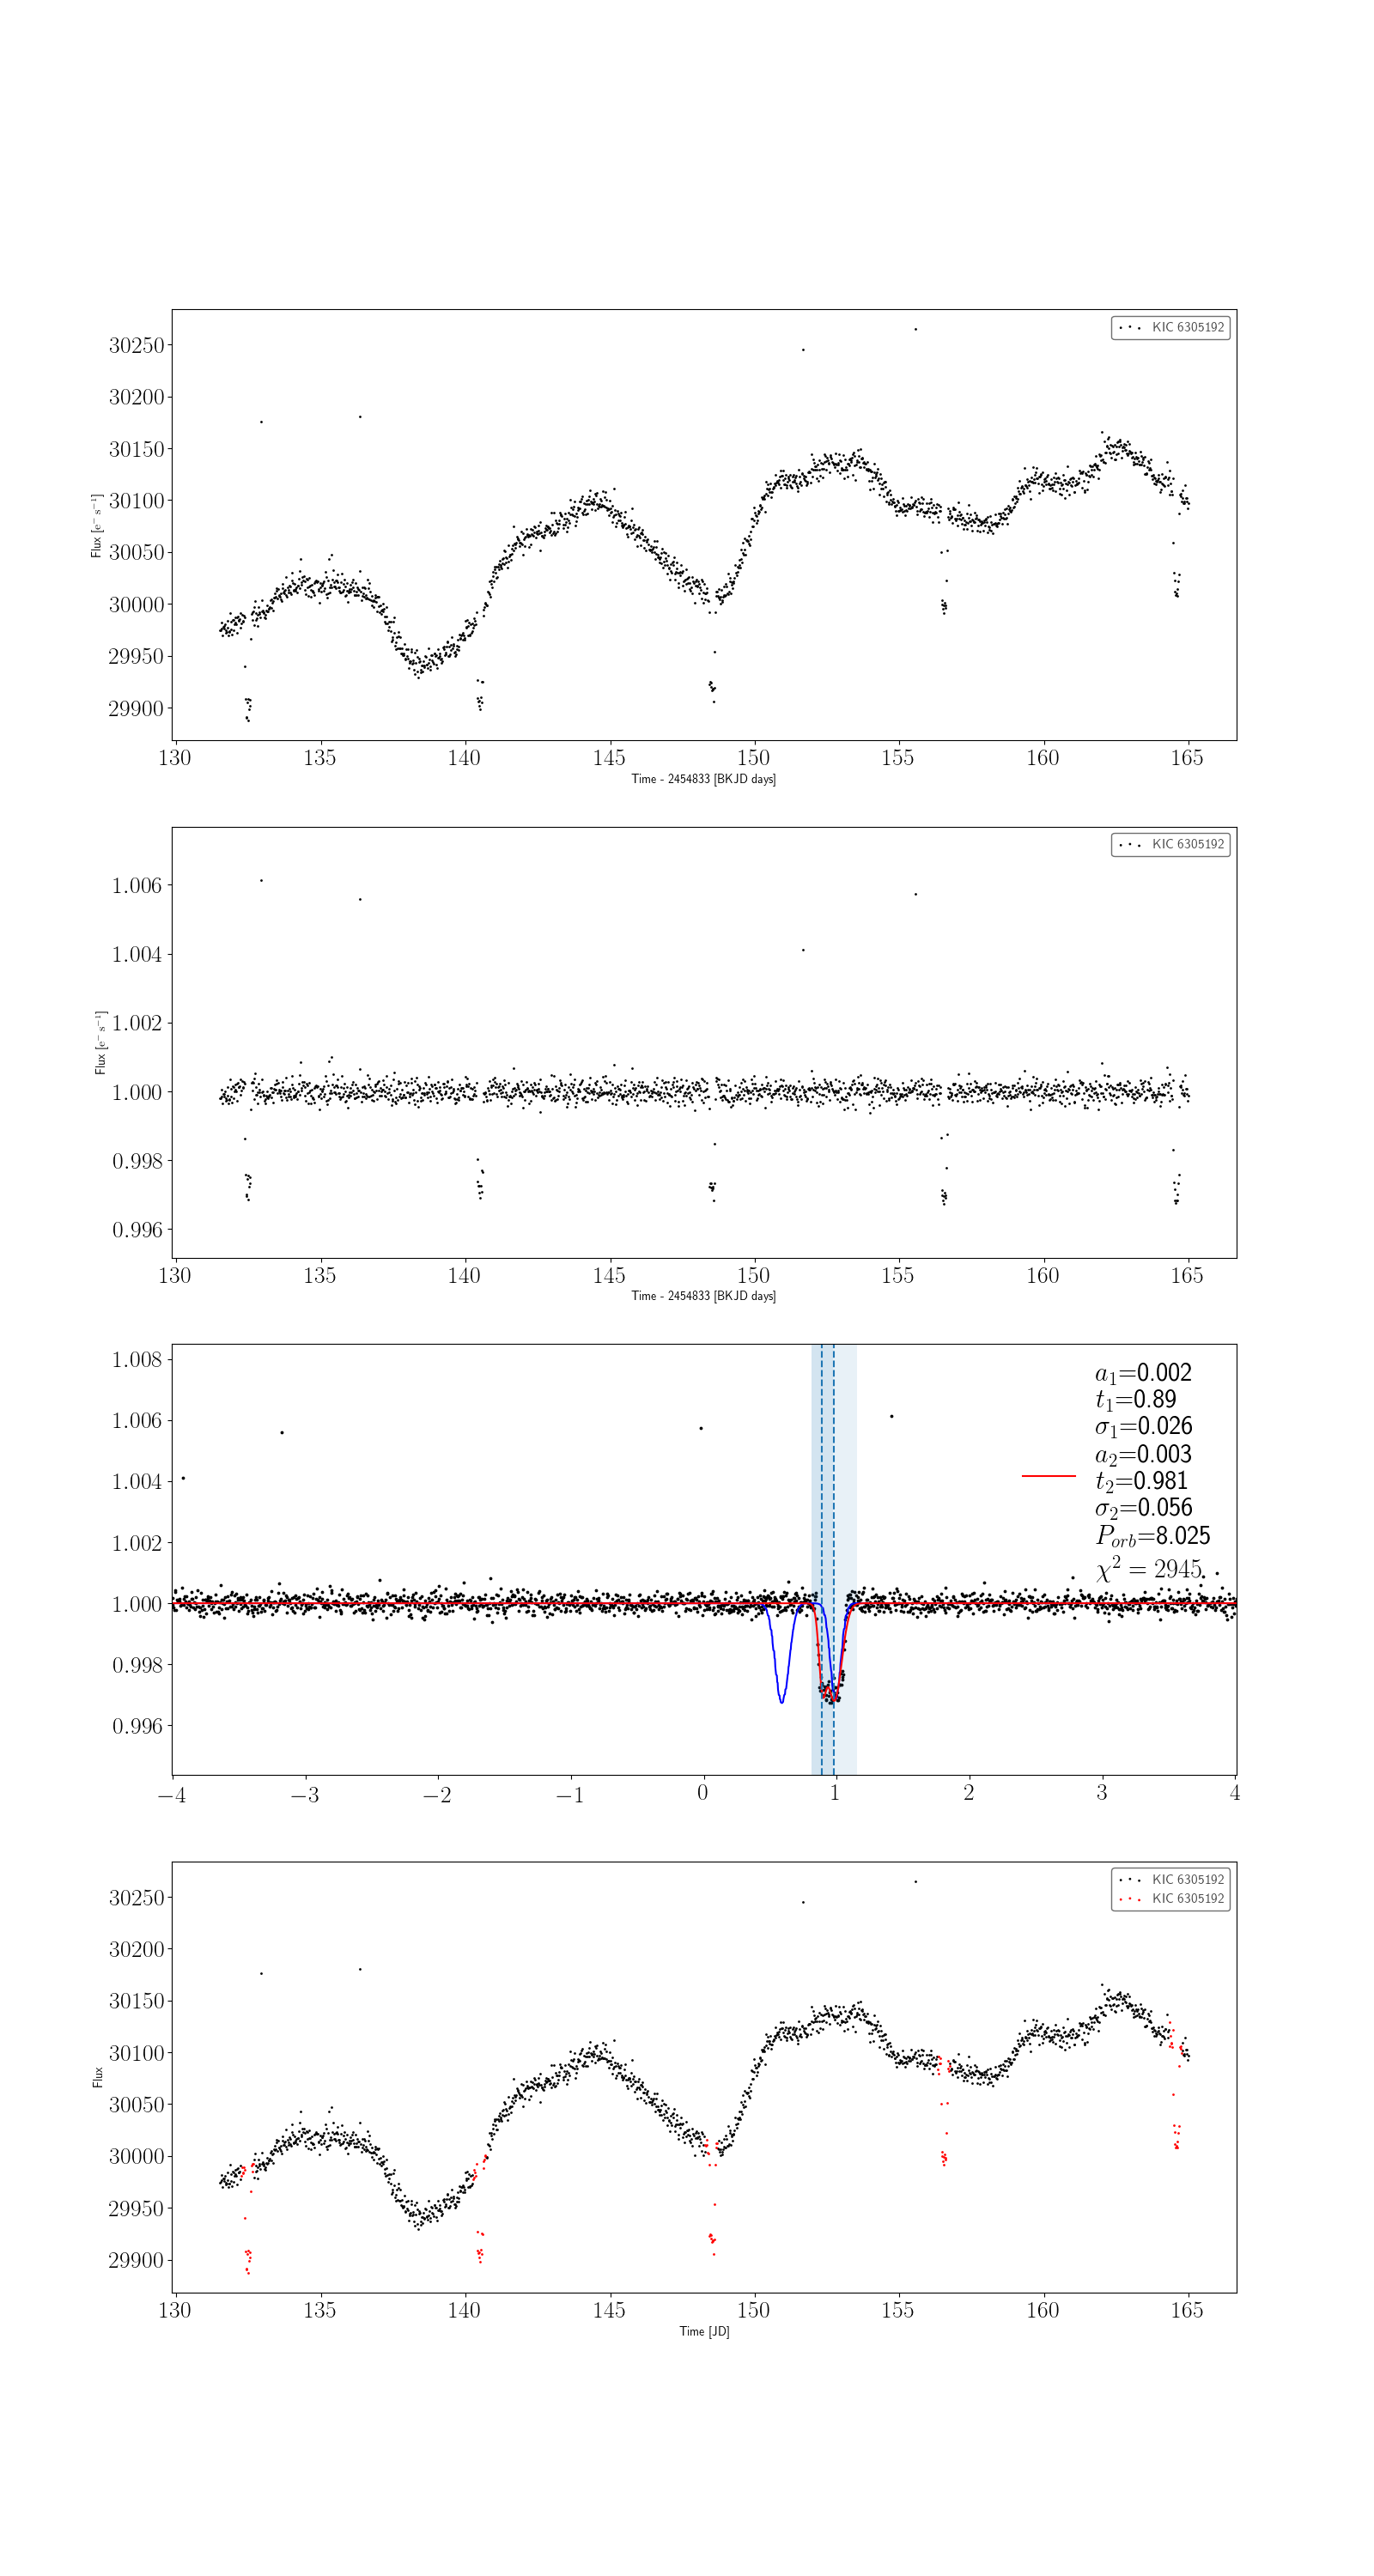 30250
30200
30150
30100
30050
30000
29950
29900
Flux [e⁻ s⁻¹]
KIC 6305192
130 135 140 145 150 155 160 165
Time - 2454833 [BKJD days]
1.006
1.004
1.002
1.000
0.998
0.996
Flux [e⁻ s⁻¹]
KIC 6305192
130 135 140 145 150 155 160 165
Time - 2454833 [BKJD days]
1.008
1.006
1.004
1.002
1.000
0.998
0.996
a₁=0.002
t₁=0.89
σ₁=0.026
a₂=0.003
t₂=0.981
σ₂=0.056
P_orb=8.025
χ² = 2945.
−4 −3 −2 −1 0 1 2 3 4
30250
30200
30150
30100
30050
30000
29950
29900
Flux
KIC 6305192
KIC 6305192
130 135 140 145 150 155 160 165
Time [JD]